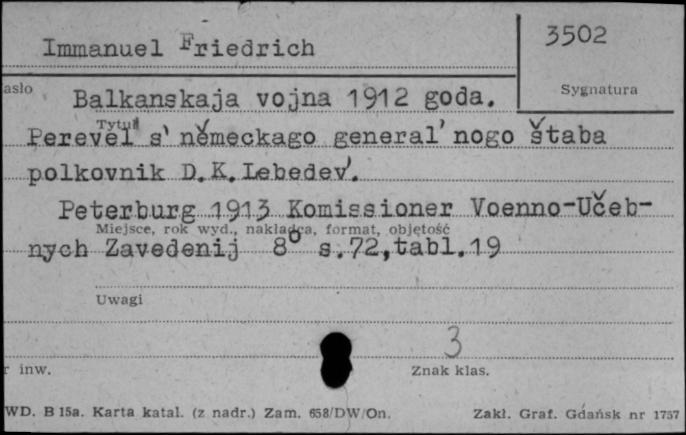 Immanuel Friedrich
3502
asło
Sygnatura
Balkanskaja vojna 1912 goda.
Tytuł
Perevel s' německago general'nogo štaba
polkovnik D.K.Lebedev'.
Peterburg 1913 Komissioner Voenno-Učeb-
Miejsce, rok wyd., nakładca, format, objętość
nych Zavedenij 8° s.72,tabl.19
Uwagi
3
r inw.
Znak klas.
WD. B 15a. Karta katal. (z nadr.) Zam. 658/DW/On.
Zakł. Graf. Gdańsk nr 1757